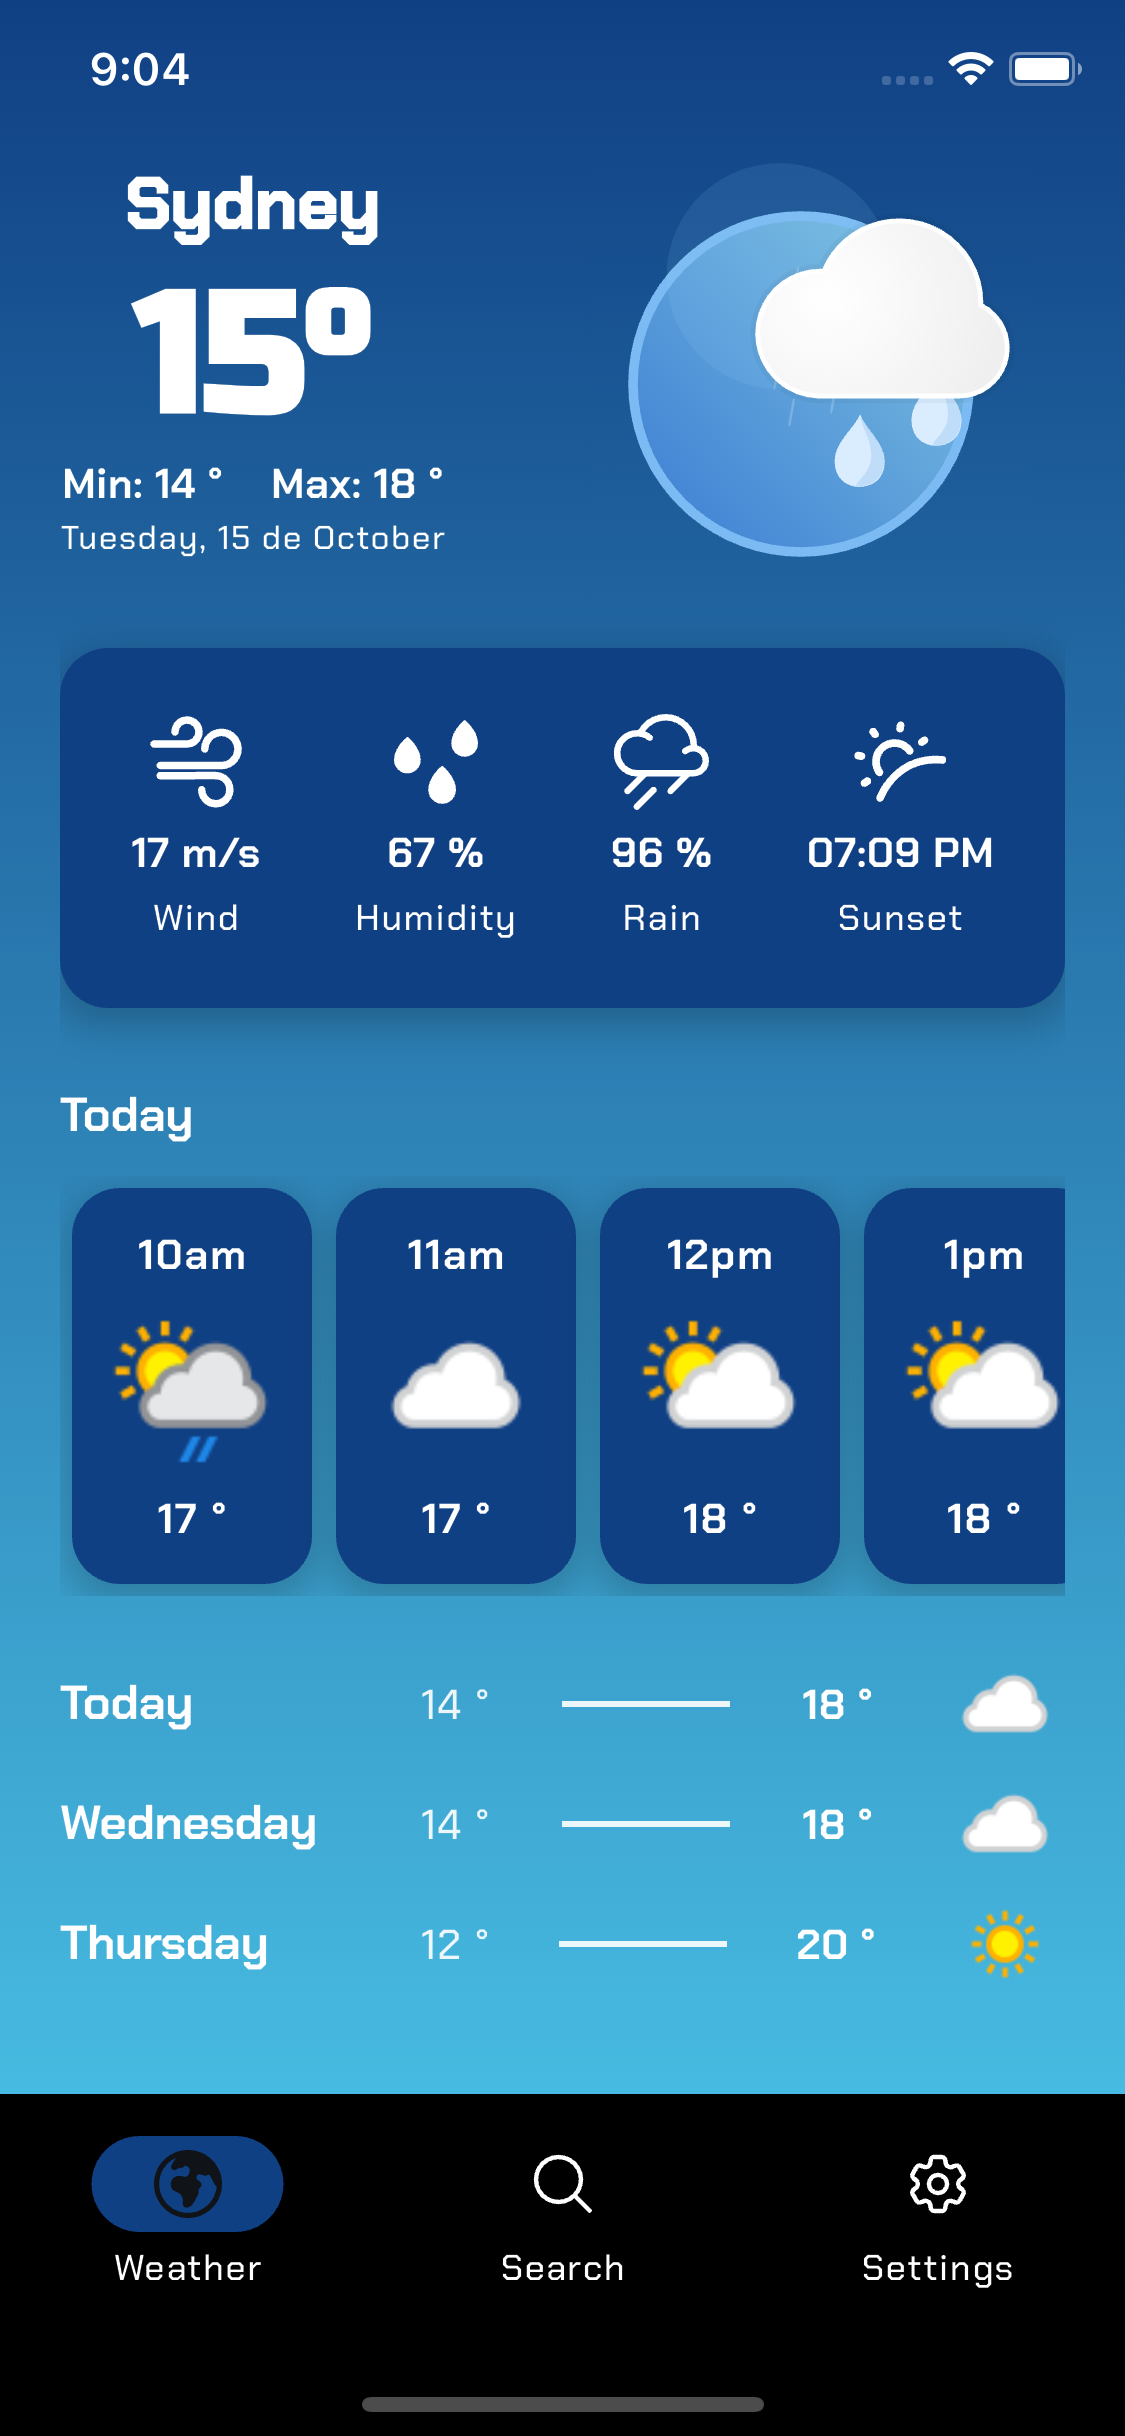 9:04
Sydney
15°
Min: 14 ° Max: 18 °
Tuesday, 15 de October
17 m/s 67 % 96 % 07:09 PM
Wind Humidity Rain Sunset
Today
10am 11am 12pm 1pm
17 ° 17 ° 18 ° 18 °
Today 14 ° 18 °
Wednesday 14 ° 18 °
Thursday 12 ° 20 °
Weather Search Settings